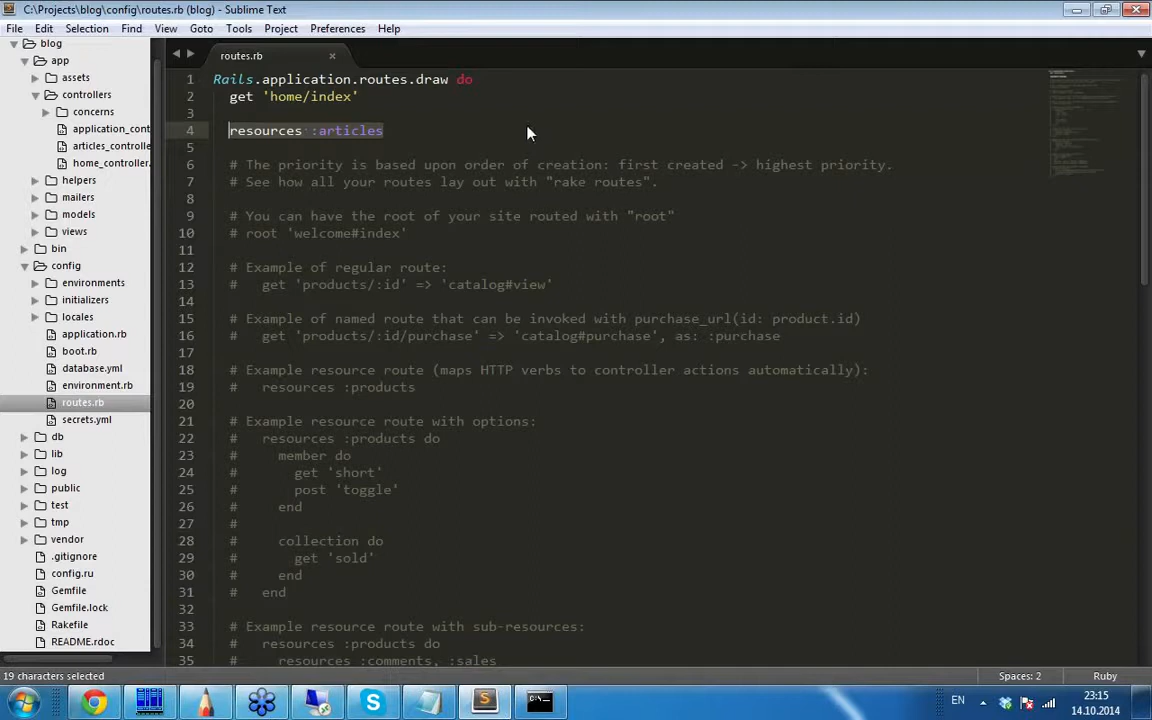 C:\Projects\blog\config\routes.rb (blog) - Sublime Text
File Edit Selection Find View Goto Tools Project Preferences Help
blog
app
assets
controllers
concerns
application_cont
articles_controlle
home_controller.
helpers
mailers
models
views
bin
config
environments
initializers
locales
application.rb
boot.rb
database.yml
environment.rb
routes.rb
secrets.yml
db
lib
log
public
test
tmp
vendor
.gitignore
config.ru
Gemfile
Gemfile.lock
Rakefile
README.rdoc
routes.rb
1 Rails.application.routes.draw do
2 get 'home/index'
3
4 resources :articles
5
6 # The priority is based upon order of creation: first created -> highest priority.
7 # See how all your routes lay out with "rake routes".
8
9 # You can have the root of your site routed with "root"
10 # root 'welcome#index'
11
12 # Example of regular route:
13 #   get 'products/:id' => 'catalog#view'
14
15 # Example of named route that can be invoked with purchase_url(id: product.id)
16 #   get 'products/:id/purchase' => 'catalog#purchase', as: :purchase
17
18 # Example resource route (maps HTTP verbs to controller actions automatically):
19 #   resources :products
20
21 # Example resource route with options:
22 #   resources :products do
23 #     member do
24 #       get 'short'
25 #       post 'toggle'
26 #     end
27 #
28 #     collection do
29 #       get 'sold'
30 #     end
31 #   end
32
33 # Example resource route with sub-resources:
34 #   resources :products do
35 #     resources :comments, :sales
19 characters selected
Spaces: 2
Ruby
EN
23:15
14.10.2014